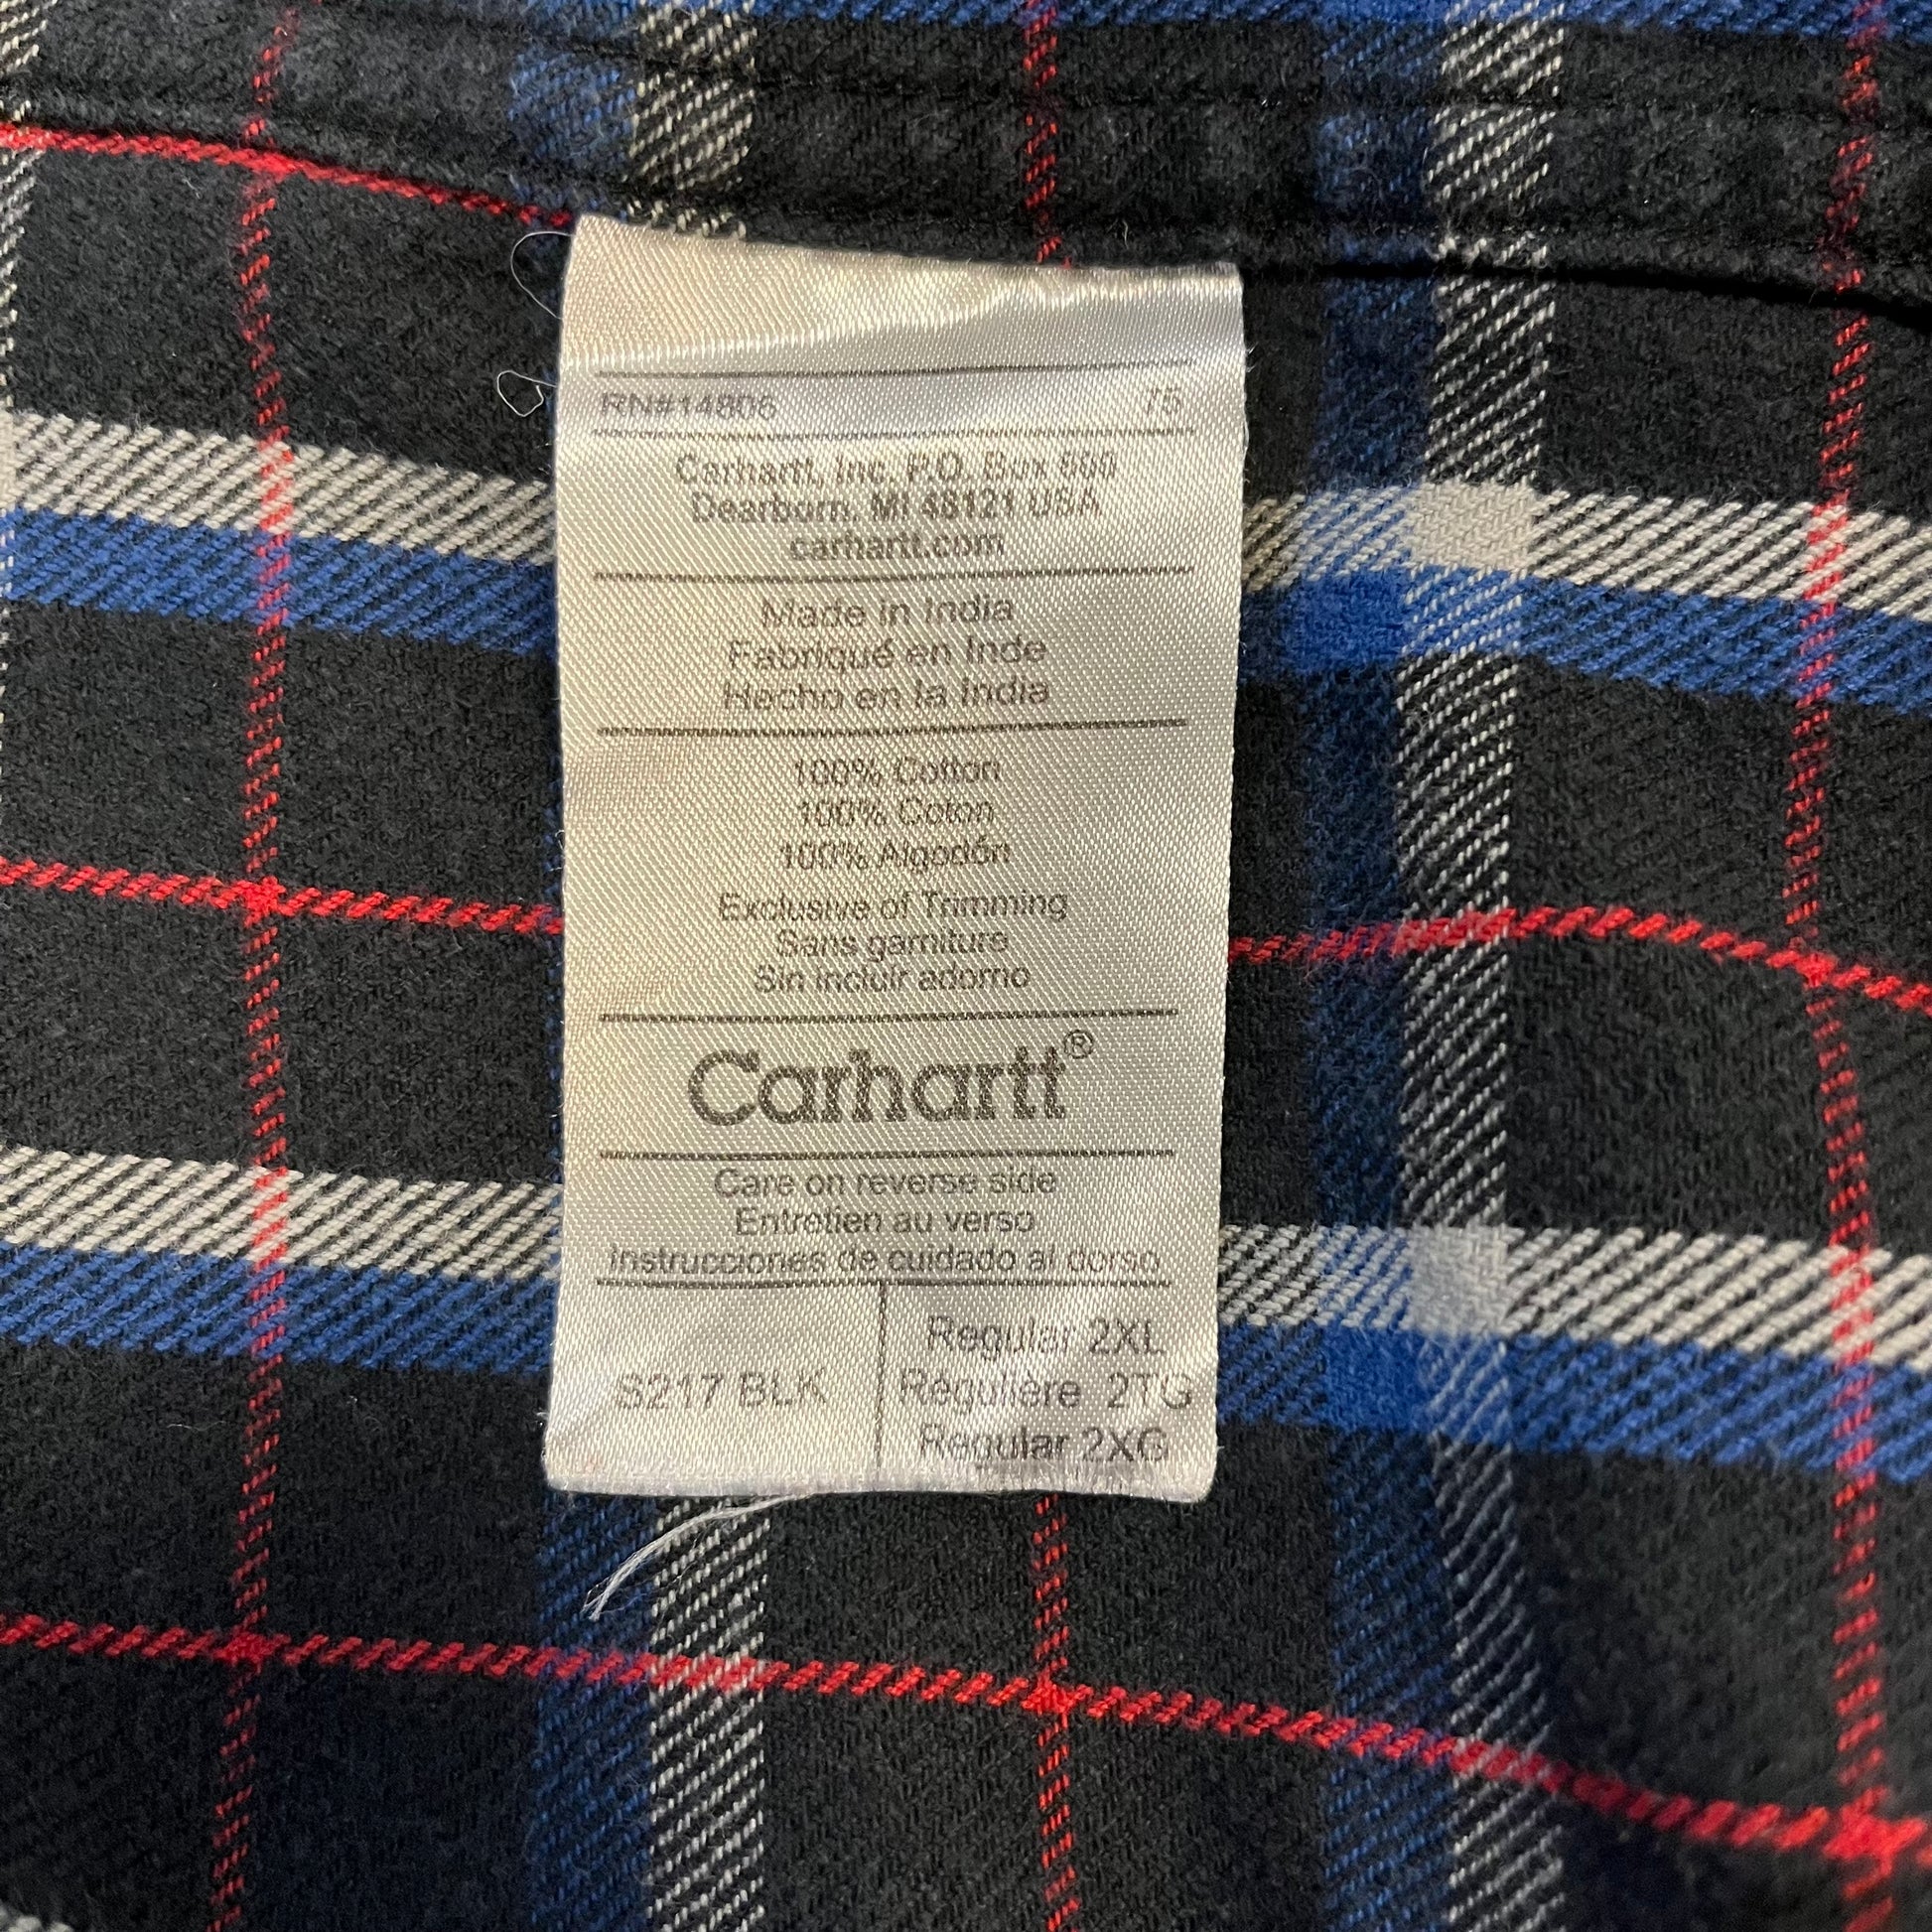 RN#14806 75
Carhartt, Inc. P.O. Box 600
Dearborn, MI 48121 USA
carhartt.com
Made in India
Fabriqué en Inde
Hecho en la India
100% Cotton
100% Coton
100% Algodón
Exclusive of Trimming
Sans garniture
Sin incluir adorno
Carhartt®
Care on reverse side
Entretien au verso
Instrucciones de cuidado al dorso
S217 BLK
Regular 2XL
Régulière 2TG
Regular 2XG